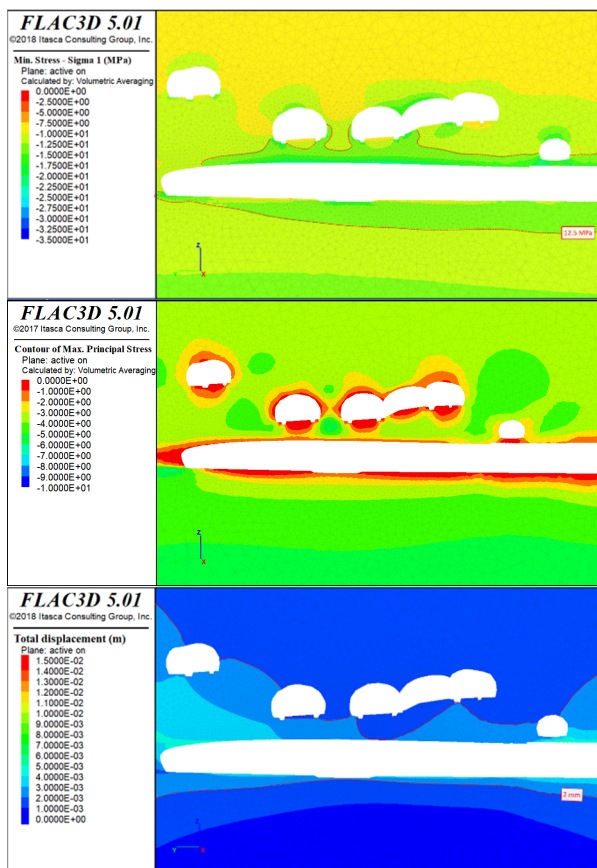 FLAC3D 5.01
©2018 Itasca Consulting Group, Inc.
Min. Stress - Sigma 1 (MPa)
Plane: active on
Calculated by: Volumetric Averaging
0.0000E+00
-2.5000E+00
-5.0000E+00
-7.5000E+00
-1.0000E+01
-1.2500E+01
-1.5000E+01
-1.7500E+01
-2.0000E+01
-2.2500E+01
-2.5000E+01
-2.7500E+01
-3.0000E+01
-3.2500E+01
-3.5000E+01
Z
Y
X
12.5 MPa
FLAC3D 5.01
©2017 Itasca Consulting Group, Inc.
Contour of Max. Principal Stress
Plane: active on
Calculated by: Volumetric Averaging
0.0000E+00
-1.0000E+00
-2.0000E+00
-3.0000E+00
-4.0000E+00
-5.0000E+00
-6.0000E+00
-7.0000E+00
-8.0000E+00
-9.0000E+00
-1.0000E+01
Z
X
FLAC3D 5.01
©2018 Itasca Consulting Group, Inc.
Total displacement (m)
Plane: active on
1.5000E-02
1.4000E-02
1.3000E-02
1.2000E-02
1.1000E-02
1.0000E-02
9.0000E-03
8.0000E-03
7.0000E-03
6.0000E-03
5.0000E-03
4.0000E-03
3.0000E-03
2.0000E-03
1.0000E-03
0.0000E+00
Z
Y
X
2 mm